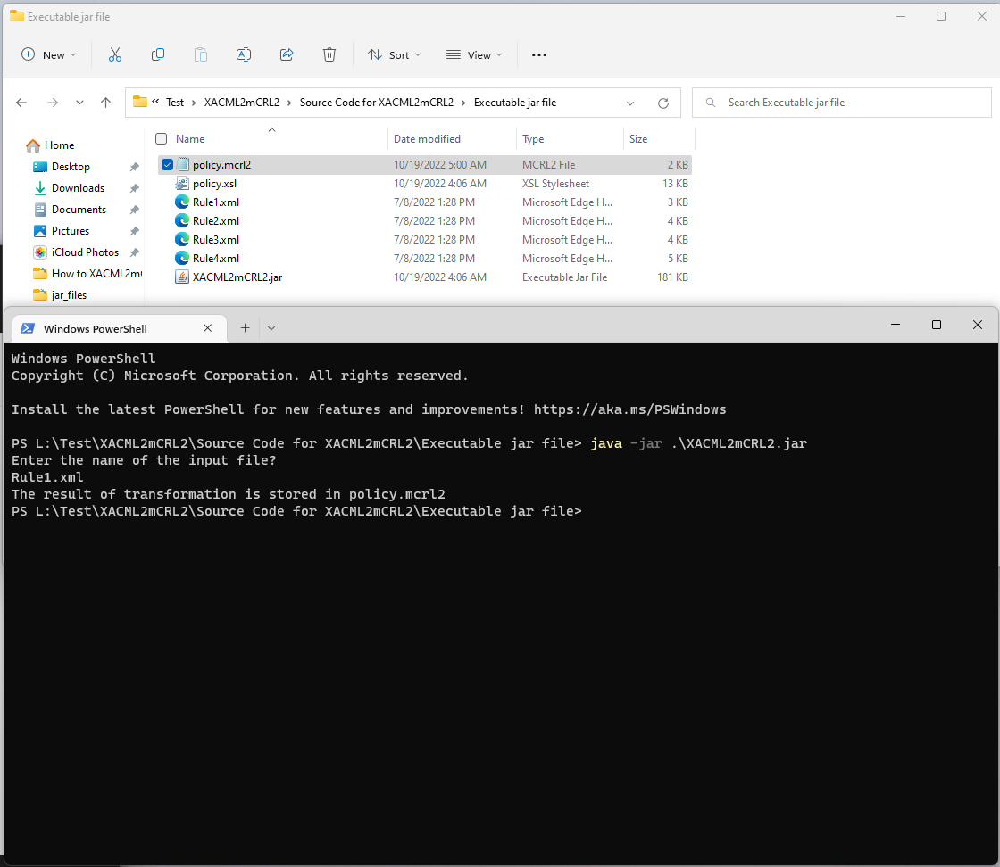 Executable jar file
New
Sort
View
« Test > XACML2mCRL2 > Source Code for XACML2mCRL2 > Executable jar file
Search Executable jar file
Home
Desktop
Downloads
Documents
Pictures
iCloud Photos
How to XACML2m
jar_files
Name Date modified Type Size
policy.mcrl2 10/19/2022 5:00 AM MCRL2 File 2 KB
policy.xsl 10/19/2022 4:06 AM XSL Stylesheet 13 KB
Rule1.xml 7/8/2022 1:28 PM Microsoft Edge H... 3 KB
Rule2.xml 7/8/2022 1:28 PM Microsoft Edge H... 4 KB
Rule3.xml 7/8/2022 1:28 PM Microsoft Edge H... 4 KB
Rule4.xml 7/8/2022 1:28 PM Microsoft Edge H... 5 KB
XACML2mCRL2.jar 10/19/2022 4:06 AM Executable Jar File 181 KB
Windows PowerShell
Windows PowerShell
Copyright (C) Microsoft Corporation. All rights reserved.
Install the latest PowerShell for new features and improvements! https://aka.ms/PSWindows
PS L:\Test\XACML2mCRL2\Source Code for XACML2mCRL2\Executable jar file> java -jar .\XACML2mCRL2.jar
Enter the name of the input file?
Rule1.xml
The result of transformation is stored in policy.mcrl2
PS L:\Test\XACML2mCRL2\Source Code for XACML2mCRL2\Executable jar file>